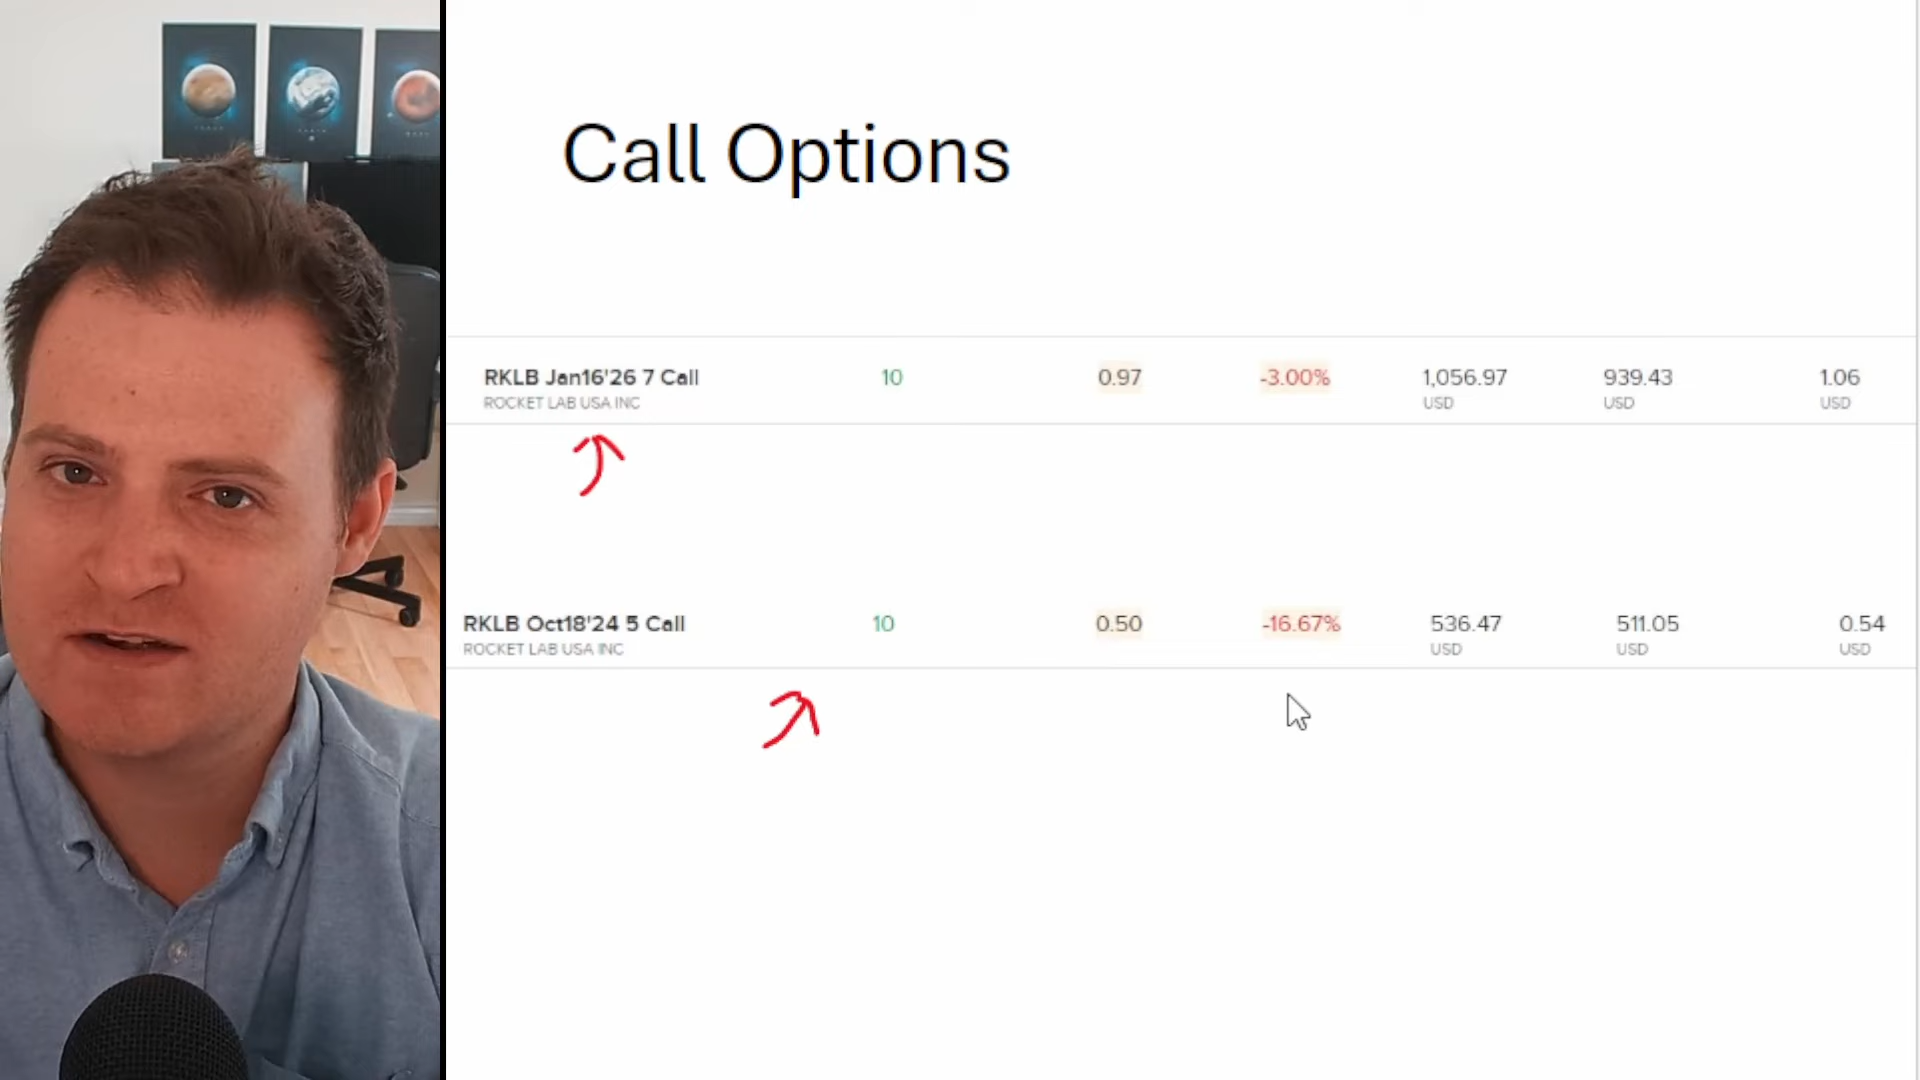 Call Options
RKLB Jan16'26 7 Call 10 0.97 -3.00% 1,056.97 939.43 1.06
ROCKET LAB USA INC USD USD USD
RKLB Oct18'24 5 Call 10 0.50 -16.67% 536.47 511.05 0.54
ROCKET LAB USA INC USD USD USD